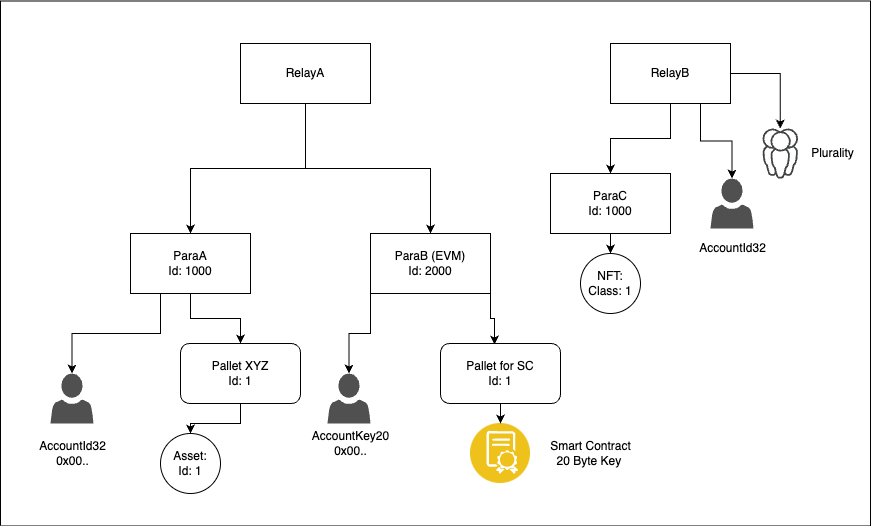 RelayA
RelayB
Plurality
ParaC
Id: 1000
AccountId32
ParaA
Id: 1000
ParaB (EVM)
Id: 2000
NFT:
Class: 1
Pallet XYZ
Id: 1
Pallet for SC
Id: 1
AccountId32
0x00..
Asset:
Id: 1
AccountKey20
0x00..
Smart Contract
20 Byte Key